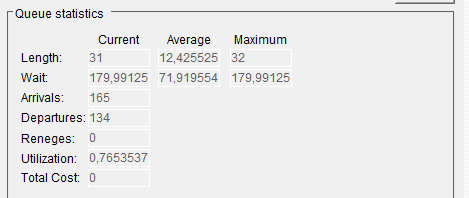 Queue statistics
Current Average Maximum
Length: 31 12,425525 32
Wait: 179,99125 71,919554 179,99125
Arrivals: 165
Departures: 134
Reneges: 0
Utilization: 0,7653537
Total Cost: 0